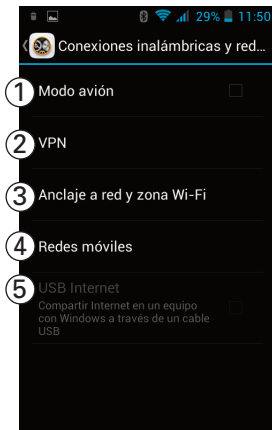 29% 11:50
Conexiones inalámbricas y red...
1 Modo avión
2 VPN
3 Anclaje a red y zona Wi-Fi
4 Redes móviles
5 USB Internet
Compartir Internet en un equipo
con Windows a través de un cable
USB